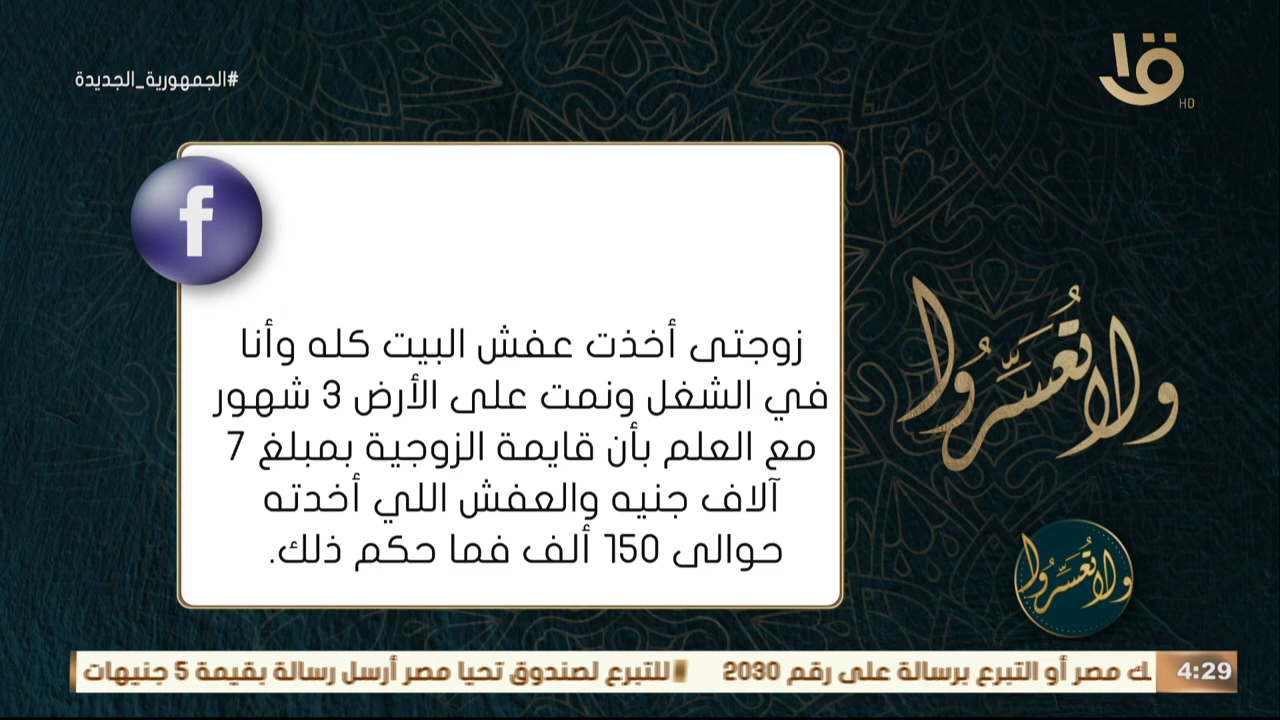 #الجمهورية_الجديدة
HD
f
زوجتى أخذت عفش البيت كله وأنا
في الشغل ونمت على الأرض 3 شهور
مع العلم بأن قايمة الزوجية بمبلغ 7
آلاف جنيه والعفش اللي أخدته
حوالى 150 ألف فما حكم ذلك.
ولا تعسروا
ولا تعسروا
ك مصر أو التبرع برسالة على رقم 2030 للتبرع لصندوق تحيا مصر أرسل رسالة بقيمة 5 جنيهات
4:29